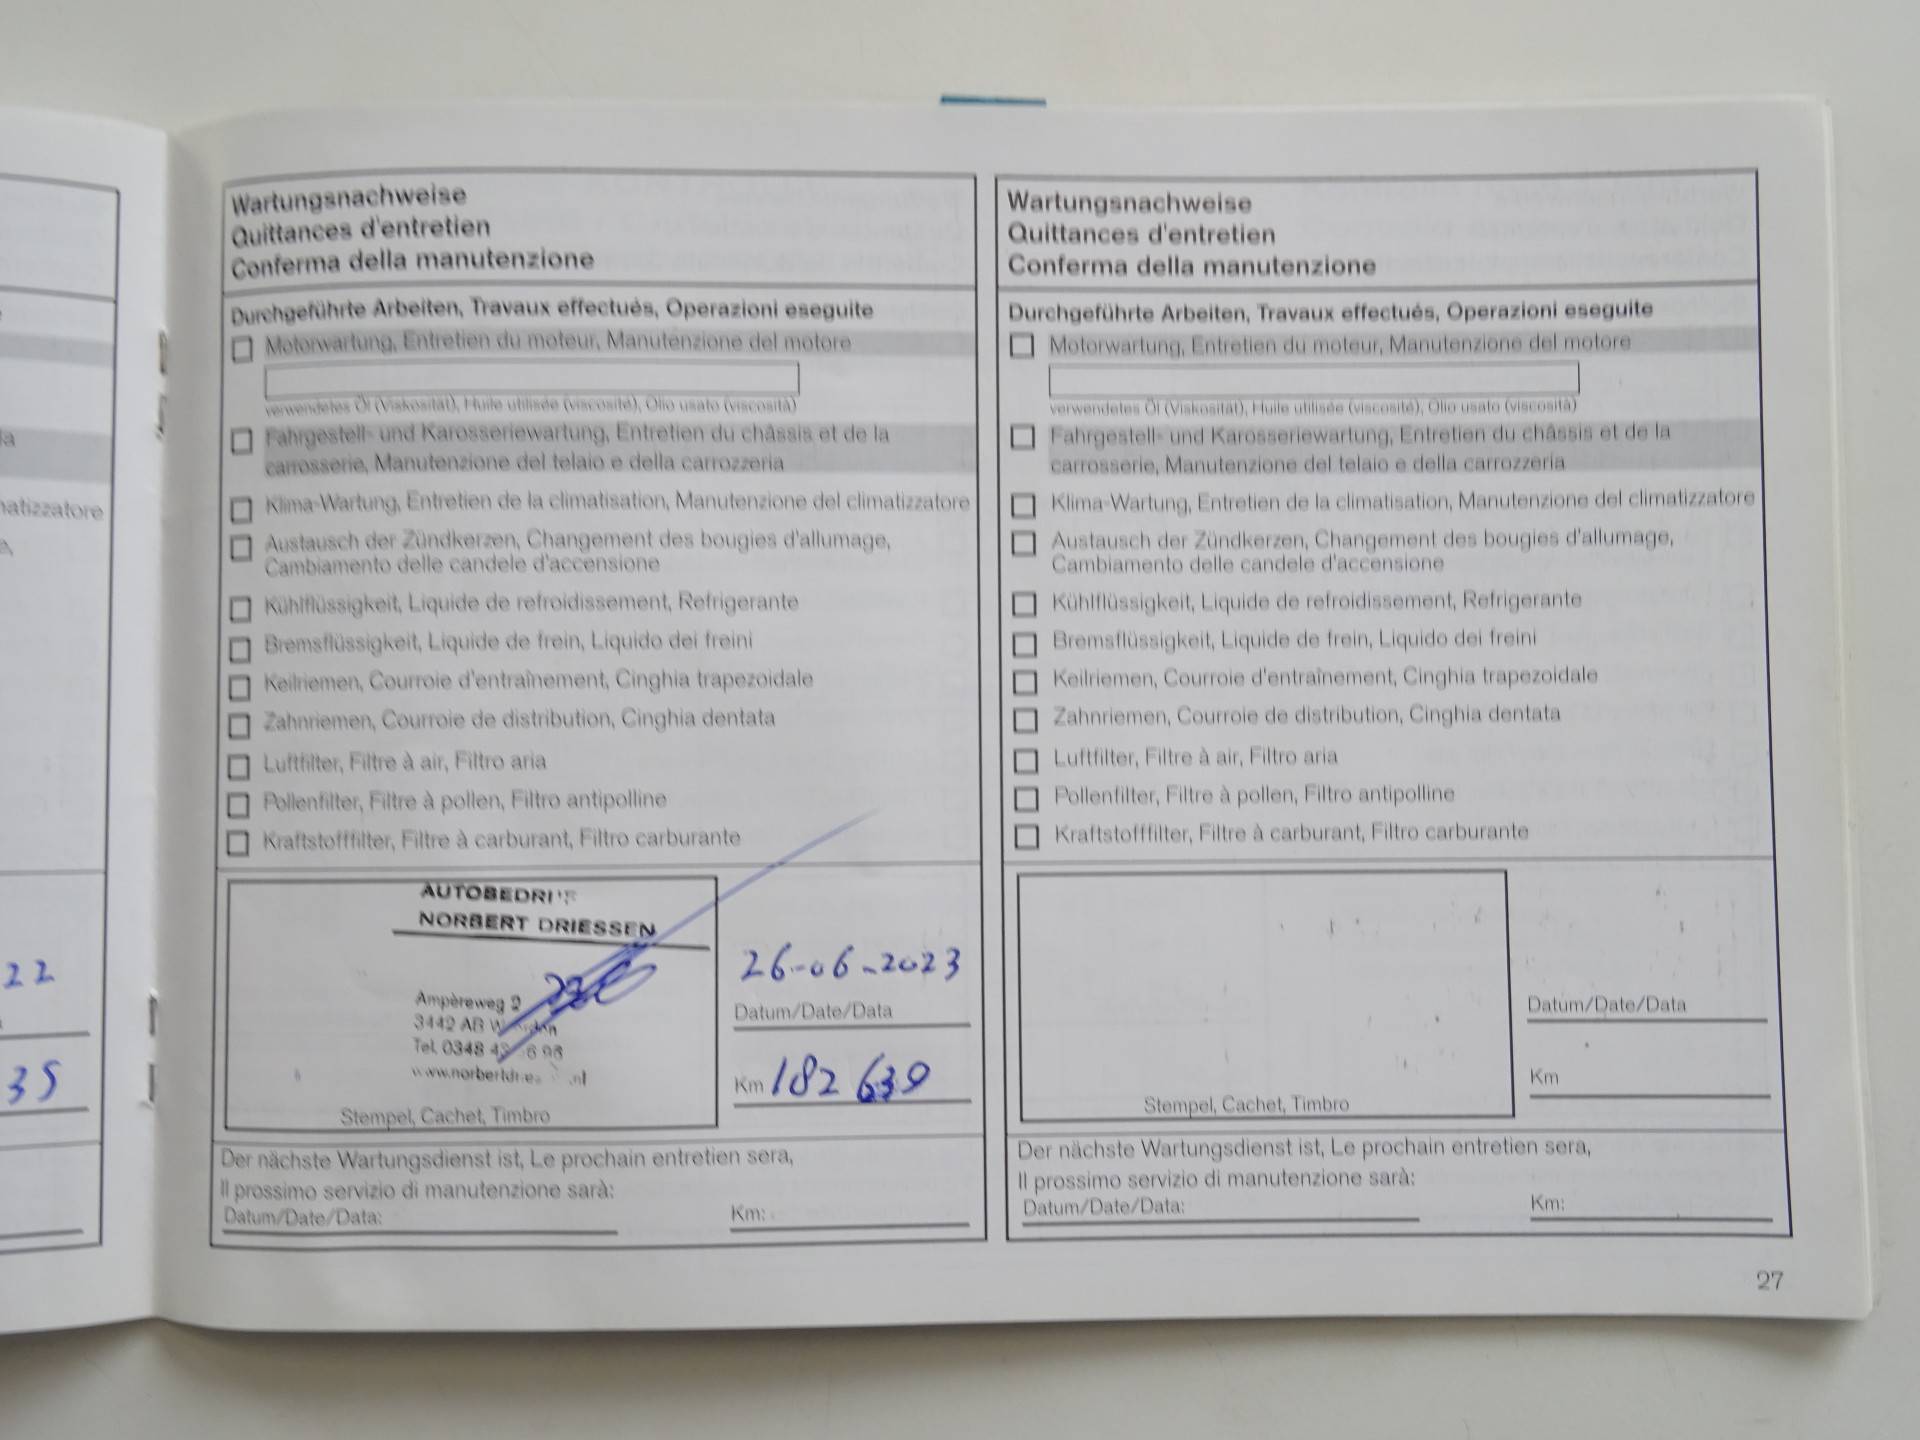 la
natizzatore
e,
22
35
Wartungsnachweise
Quittances d'entretien
Conferma della manutenzione
Durchgeführte Arbeiten, Travaux effectués, Operazioni eseguite
Motorwartung, Entretien du moteur, Manutenzione del motore
verwendetes Öl (Viskosität), Huile utilisée (viscosité), Olio usato (viscosità)
Fahrgestell- und Karosseriewartung, Entretien du châssis et de la
carrosserie, Manutenzione del telaio e della carrozzeria
Klima-Wartung, Entretien de la climatisation, Manutenzione del climatizzatore
Austausch der Zündkerzen, Changement des bougies d'allumage,
Cambiamento delle candele d'accensione
Kühlflüssigkeit, Liquide de refroidissement, Refrigerante
Bremsflüssigkeit, Liquide de frein, Liquido dei freini
Keilriemen, Courroie d'entraînement, Cinghia trapezoidale
Zahnriemen, Courroie de distribution, Cinghia dentata
Luftfilter, Filtre à air, Filtro aria
Pollenfilter, Filtre à pollen, Filtro antipolline
Kraftstofffilter, Filtre à carburant, Filtro carburante
AUTOBEDRIJF
NORBERT DRIESSEN
Ampèreweg 2
3442 AB
Tel. 0348
Stempel, Cachet, Timbro
26-06-2023
Datum/Date/Data
Km 182 639
Der nächste Wartungsdienst ist, Le prochain entretien sera,
Il prossimo servizio di manutenzione sarà:
Datum/Date/Data: Km:
Wartungsnachweise
Quittances d'entretien
Conferma della manutenzione
Durchgeführte Arbeiten, Travaux effectués, Operazioni eseguite
Motorwartung, Entretien du moteur, Manutenzione del motore
verwendetes Öl (Viskosität), Huile utilisée (viscosité), Olio usato (viscosità)
Fahrgestell- und Karosseriewartung, Entretien du châssis et de la
carrosserie, Manutenzione del telaio e della carrozzeria
Klima-Wartung, Entretien de la climatisation, Manutenzione del climatizzatore
Austausch der Zündkerzen, Changement des bougies d'allumage,
Cambiamento delle candele d'accensione
Kühlflüssigkeit, Liquide de refroidissement, Refrigerante
Bremsflüssigkeit, Liquide de frein, Liquido dei freini
Keilriemen, Courroie d'entraînement, Cinghia trapezoidale
Zahnriemen, Courroie de distribution, Cinghia dentata
Luftfilter, Filtre à air, Filtro aria
Pollenfilter, Filtre à pollen, Filtro antipolline
Kraftstofffilter, Filtre à carburant, Filtro carburante
Stempel, Cachet, Timbro
Datum/Date/Data
Km
Der nächste Wartungsdienst ist, Le prochain entretien sera,
Il prossimo servizio di manutenzione sarà:
Datum/Date/Data: Km:
27